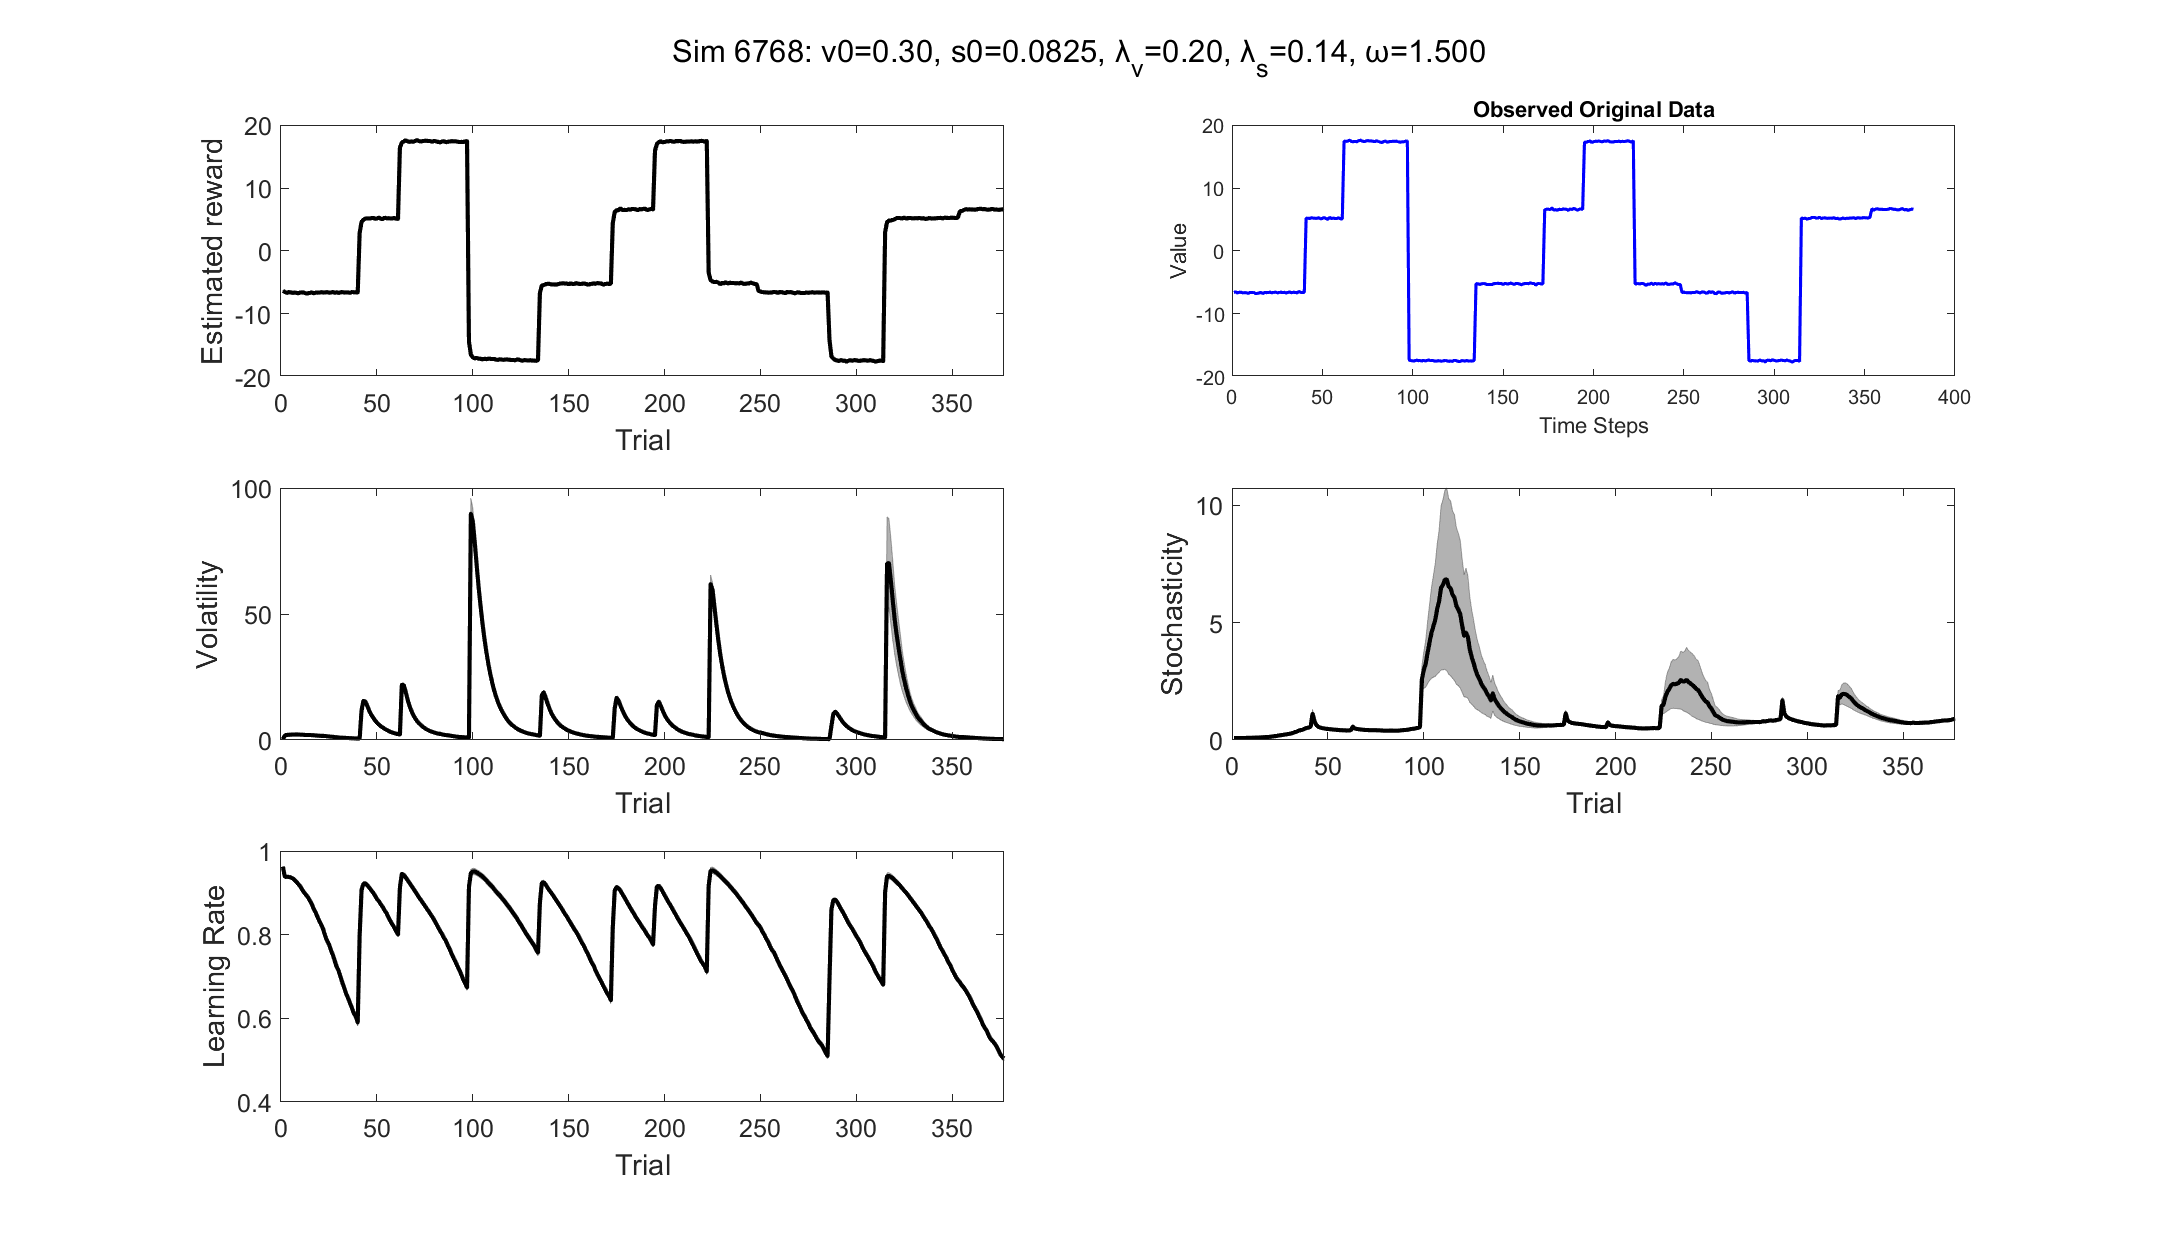 Sim 6768: v0=0.30, s0=0.0825, λ_v=0.20, λ_s=0.14, ω=1.500
Estimated reward
20
10
0
-10
-20
0 50 100 150 200 250 300 350
Trial
Observed Original Data
Value
20
10
0
-10
-20
0 50 100 150 200 250 300 350 400
Time Steps
Volatility
100
50
0
0 50 100 150 200 250 300 350
Trial
Stochasticity
10
5
0
0 50 100 150 200 250 300 350
Trial
Learning Rate
1
0.8
0.6
0.4
0 50 100 150 200 250 300 350
Trial